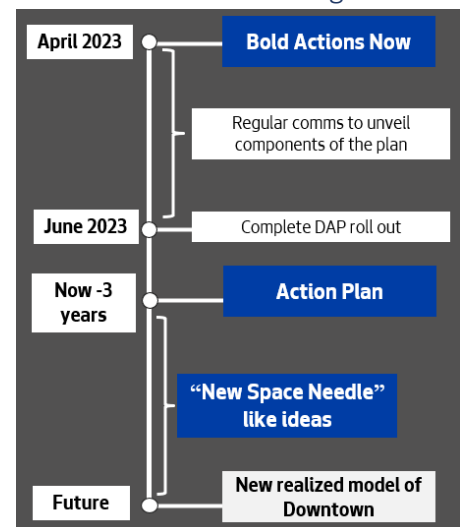 April 2023
Bold Actions Now
Regular comms to unveil
components of the plan
June 2023
Complete DAP roll out
Now -3
years
Action Plan
“New Space Needle”
like ideas
Future
New realized model of
Downtown